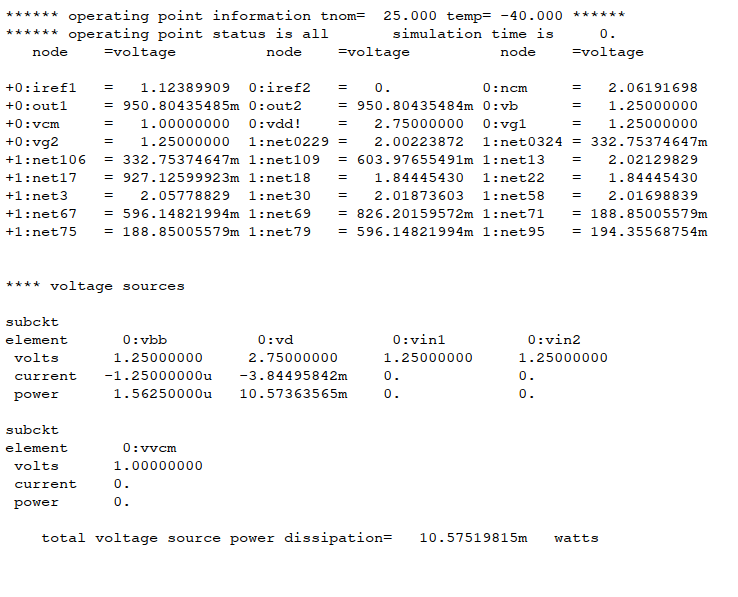 ****** operating point information tnom=  25.000 temp= -40.000 ******
****** operating point status is all       simulation time is     0.
   node    =voltage          node    =voltage          node    =voltage
+0:iref1   =   1.12389909  0:iref2   =   0.          0:ncm     =   2.06191698
+0:out1    = 950.80435485m 0:out2    = 950.80435484m 0:vb      =   1.25000000
+0:vcm     =   1.00000000  0:vdd!    =   2.75000000  0:vg1     =   1.25000000
+0:vg2     =   1.25000000  1:net0229 =   2.00223872  1:net0324 = 332.75374647m
+1:net106  = 332.75374647m 1:net109  = 603.97655491m 1:net13   =   2.02129829
+1:net17   = 927.12599923m 1:net18   =   1.84445430  1:net22   =   1.84445430
+1:net3    =   2.05778829  1:net30   =   2.01873603  1:net58   =   2.01698839
+1:net67   = 596.14821994m 1:net69   = 826.20159572m 1:net71   = 188.85005579m
+1:net75   = 188.85005579m 1:net79   = 596.14821994m 1:net95   = 194.35568754m
**** voltage sources
subckt
element      0:vbb          0:vd           0:vin1         0:vin2
 volts      1.25000000     2.75000000     1.25000000     1.25000000
 current   -1.25000000u   -3.84495842m    0.             0.
 power      1.56250000u   10.57363565m    0.             0.
subckt
element      0:vvcm
 volts      1.00000000
 current    0.
 power      0.
    total voltage source power dissipation=   10.57519815m   watts